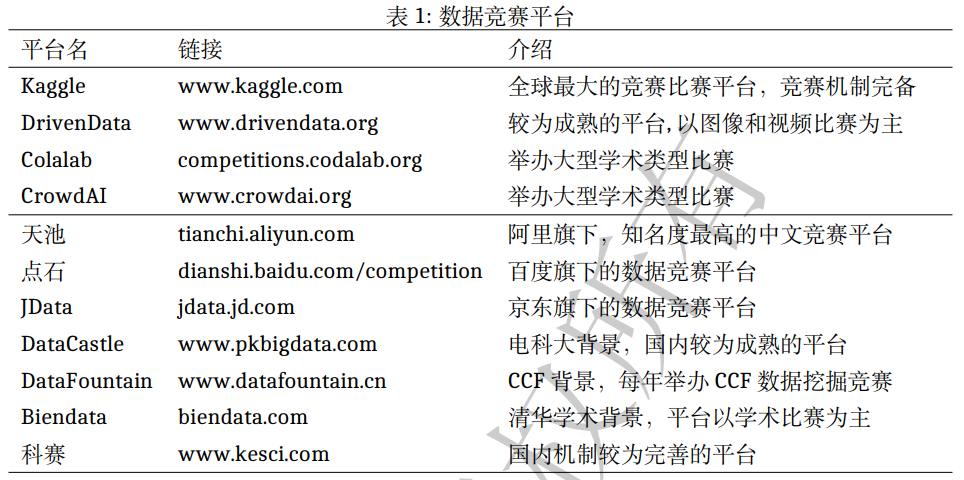 表 1: 数据竞赛平台
平台名 链接 介绍
Kaggle www.kaggle.com 全球最大的竞赛比赛平台，竞赛机制完备
DrivenData www.drivendata.org 较为成熟的平台, 以图像和视频比赛为主
Colalab competitions.codalab.org 举办大型学术类型比赛
CrowdAI www.crowdai.org 举办大型学术类型比赛
天池 tianchi.aliyun.com 阿里旗下，知名度最高的中文竞赛平台
点石 dianshi.baidu.com/competition 百度旗下的数据竞赛平台
JData jdata.jd.com 京东旗下的数据竞赛平台
DataCastle www.pkbigdata.com 电科大背景，国内较为成熟的平台
DataFountain www.datafountain.cn CCF 背景，每年举办 CCF 数据挖掘竞赛
Biendata biendata.com 清华学术背景，平台以学术比赛为主
科赛 www.kesci.com 国内机制较为完善的平台
权所有